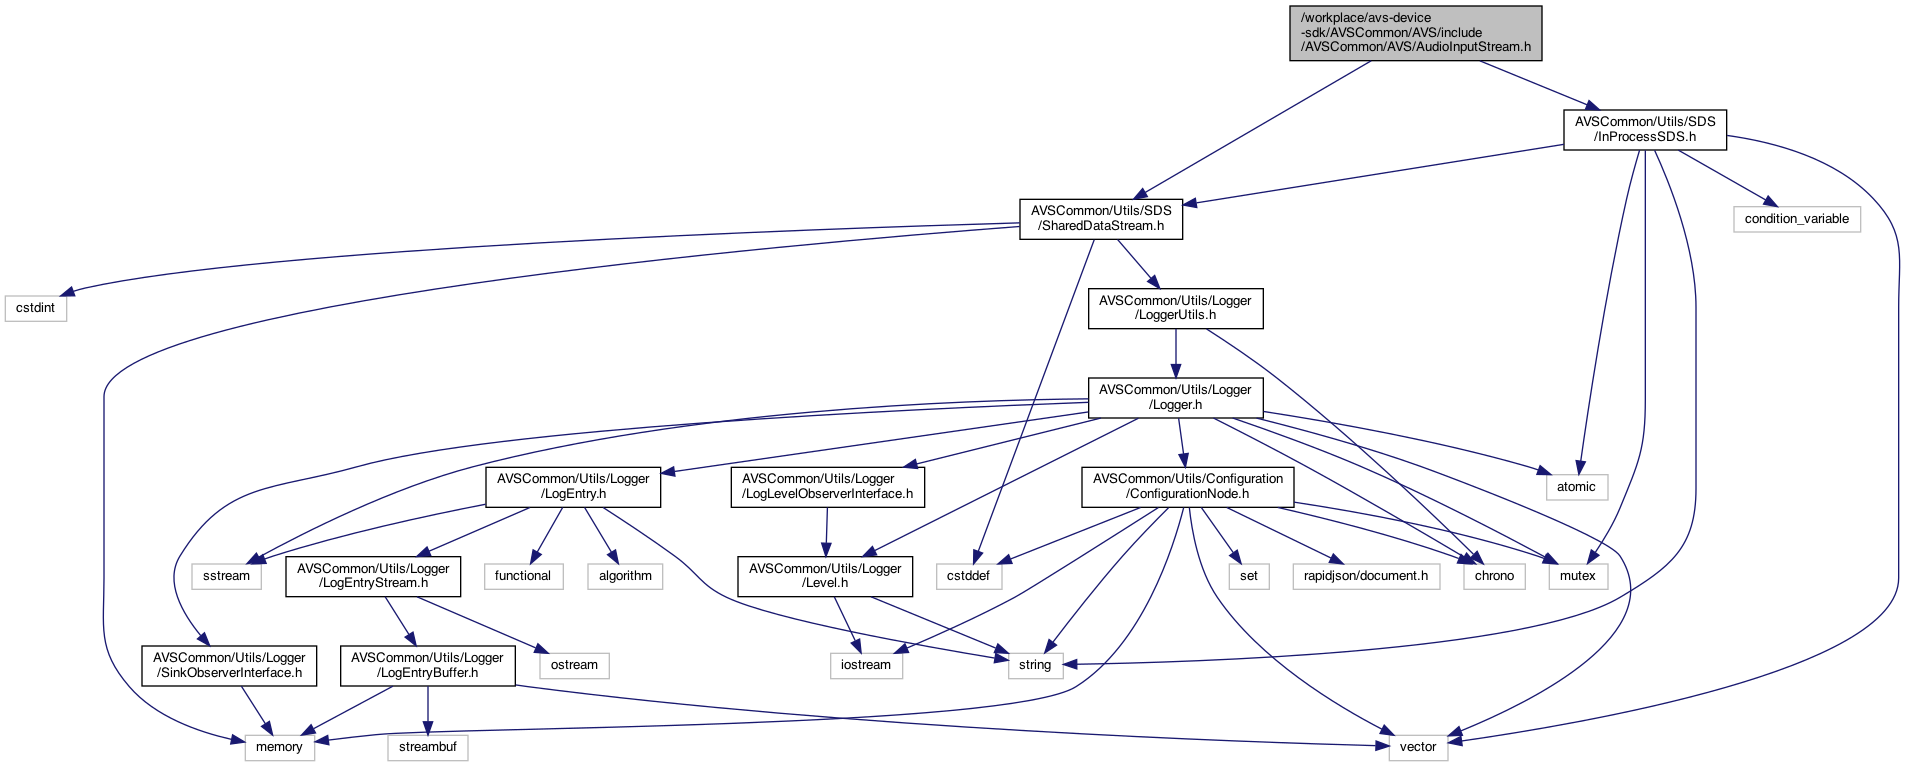 /workplace/avs-device
-sdk/AVSCommon/AVS/include
/AVSCommon/AVS/AudioInputStream.h
AVSCommon/Utils/SDS
/InProcessSDS.h
AVSCommon/Utils/SDS
/SharedDataStream.h
condition_variable
cstdint
AVSCommon/Utils/Logger
/LoggerUtils.h
AVSCommon/Utils/Logger
/Logger.h
AVSCommon/Utils/Logger
/LogEntry.h
AVSCommon/Utils/Logger
/LogLevelObserverInterface.h
AVSCommon/Utils/Configuration
/ConfigurationNode.h
atomic
sstream
AVSCommon/Utils/Logger
/LogEntryStream.h
functional
algorithm
AVSCommon/Utils/Logger
/Level.h
cstddef
set
rapidjson/document.h
chrono
mutex
AVSCommon/Utils/Logger
/SinkObserverInterface.h
AVSCommon/Utils/Logger
/LogEntryBuffer.h
ostream
iostream
string
memory
streambuf
vector